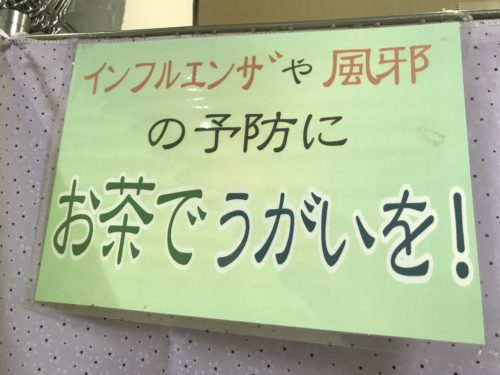 インフルエンザや風邪
の予防に
お茶でうがいを!